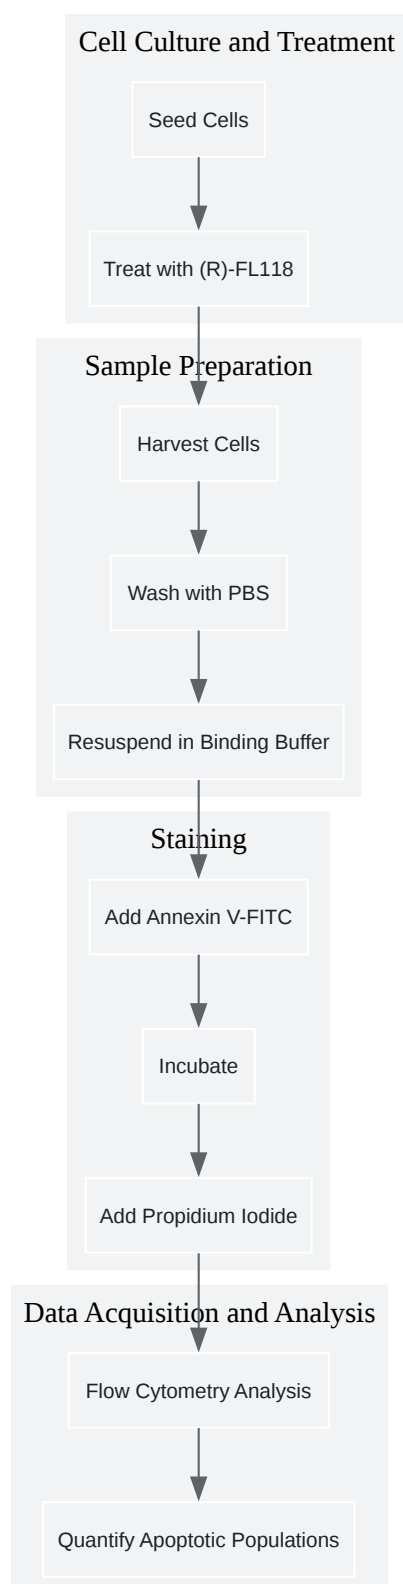 Cell Culture and Treatment
Seed Cells
Treat with (R)-FL118
Sample Preparation
Harvest Cells
Wash with PBS
Resuspend in Binding Buffer
Staining
Add Annexin V-FITC
Incubate
Add Propidium Iodide
Data Acquisition and Analysis
Flow Cytometry Analysis
Quantify Apoptotic Populations